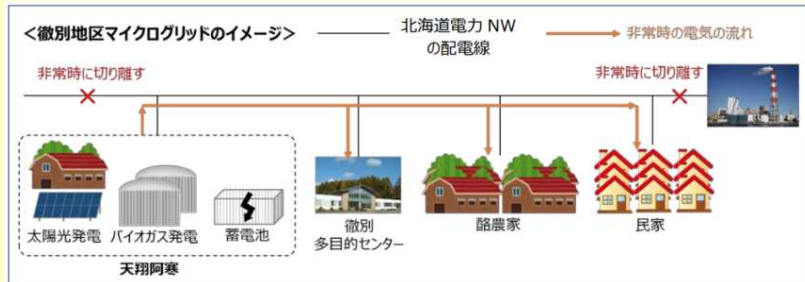 <徹別地区マイクログリッドのイメージ>
北海道電力 NW
の配電線
非常時の電気の流れ
非常時に切り離す
非常時に切り離す
太陽光発電
バイオガス発電
蓄電池
天翔阿寒
徹別
多目的センター
酪農家
民家